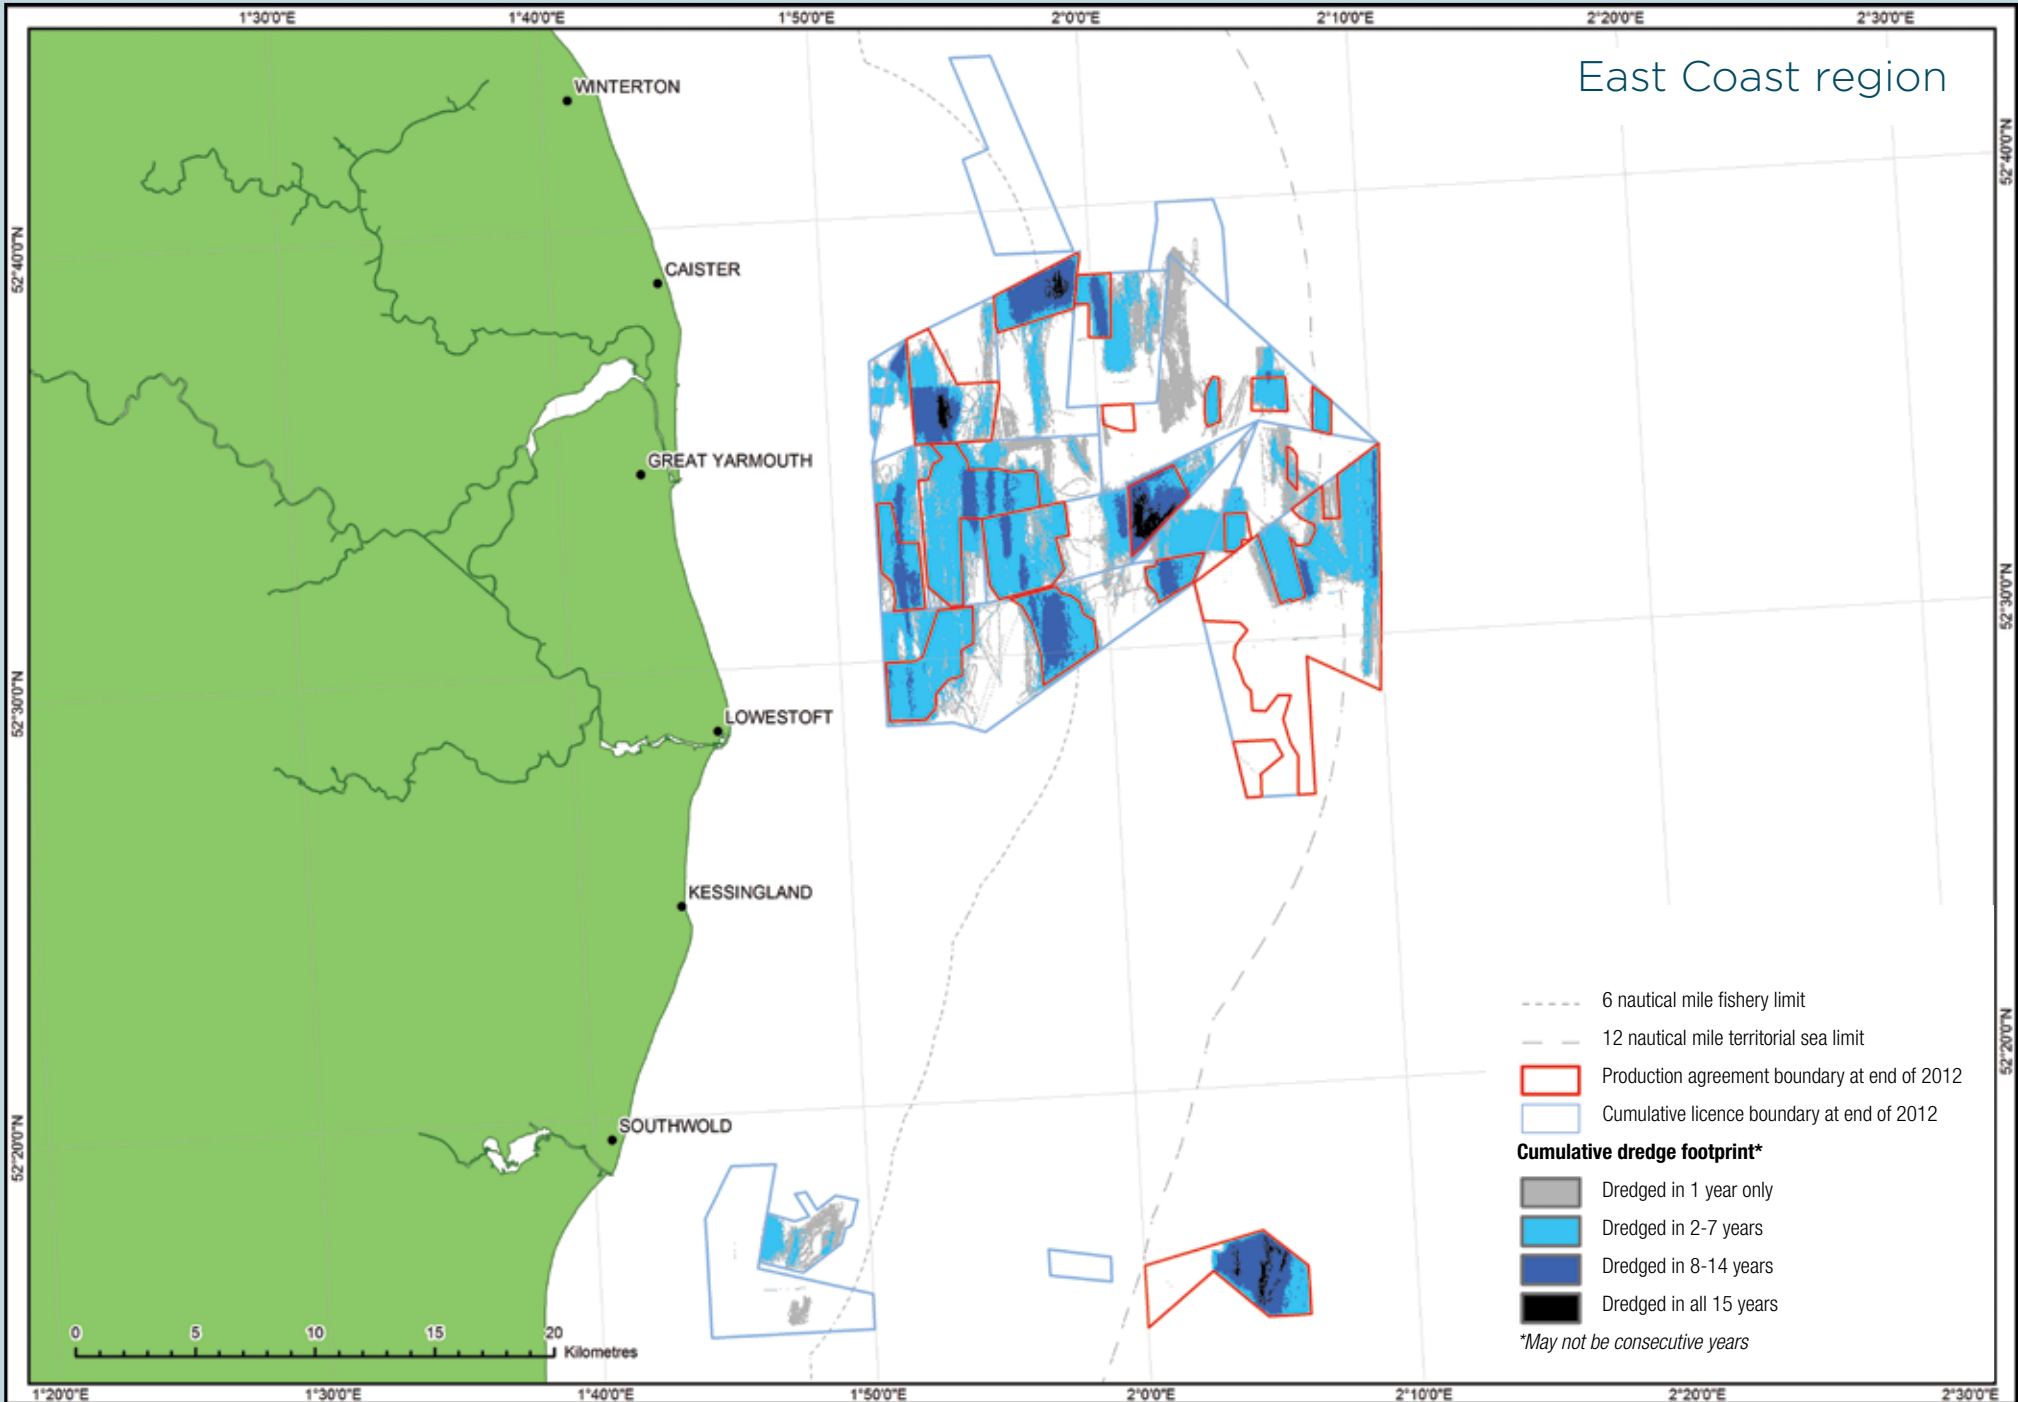 1°30'0"E 1°40'0"E 1°50'0"E 2°0'0"E 2°10'0"E 2°20'0"E 2°30'0"E
East Coast region
WINTERTON
52°40'0"N
52°40'0"N
CAISTER
GREAT YARMOUTH
52°30'0"N
52°30'0"N
LOWESTOFT
KESSINGLAND
6 nautical mile fishery limit
12 nautical mile territorial sea limit
52°20'0"N
Production agreement boundary at end of 2012
Cumulative licence boundary at end of 2012
SOUTHWOLD
52°20'0"N
Cumulative dredge footprint*
Dredged in 1 year only
Dredged in 2-7 years
Dredged in 8-14 years
Dredged in all 15 years
*May not be consecutive years
0 5 10 15 20
Kilometres
1°20'0"E 1°30'0"E 1°40'0"E 1°50'0"E 2°0'0"E 2°10'0"E 2°20'0"E 2°30'0"E